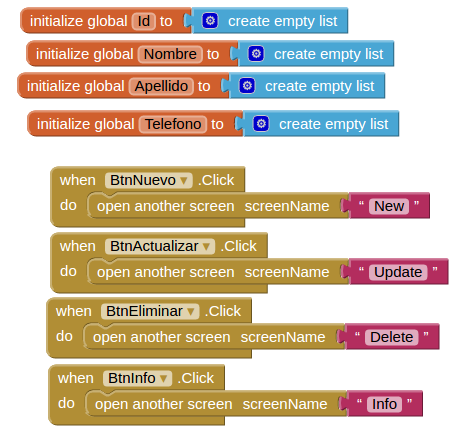 initialize global Id to create empty list
initialize global Nombre to create empty list
initialize global Apellido to create empty list
initialize global Telefono to create empty list
when BtnNuevo .Click
do open another screen screenName “ New ”
when BtnActualizar .Click
do open another screen screenName “ Update ”
when BtnEliminar .Click
do open another screen screenName “ Delete ”
when BtnInfo .Click
do open another screen screenName “ Info ”